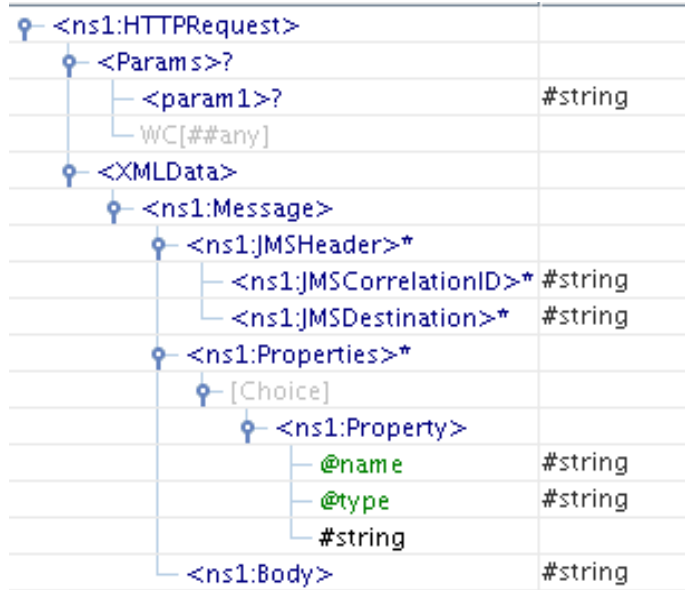 <ns1:HTTPRequest>
<Params>?
<param1>? #string
WC[##any]
<XMLData>
<ns1:Message>
<ns1:JMSHeader>*
<ns1:JMSCorrelationID>* #string
<ns1:JMSDestination>* #string
<ns1:Properties>*
[Choice]
<ns1:Property>
@name #string
@type #string
#string
<ns1:Body> #string